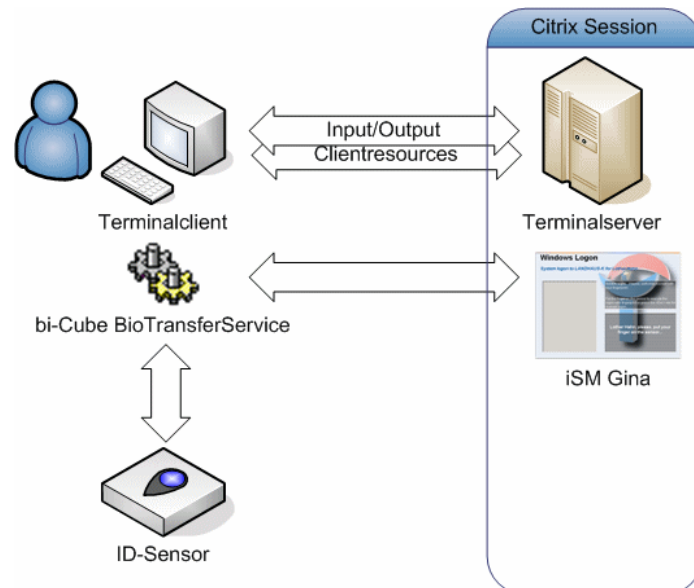 Citrix Session
Input/Output
Clientresources
Terminalclient
Terminalserver
bi-Cube BioTransferService
Windows Logon
iSM Gina
ID-Sensor